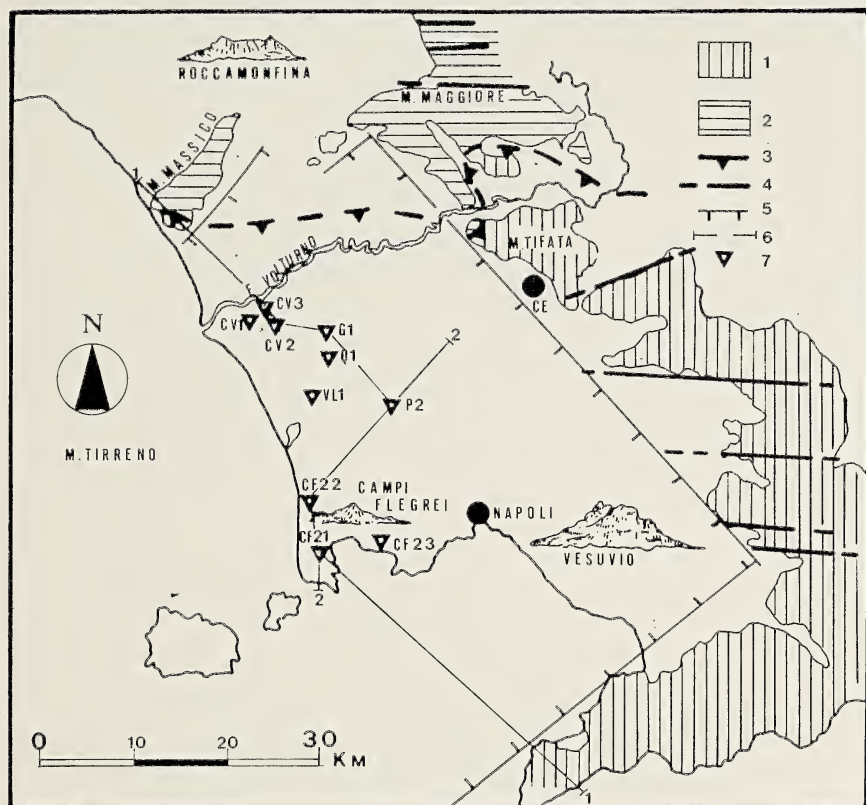 ROCCAMONFINA
M. MAGGIORE
M. MASSICO
1
2
3
4
5
6
7
1
F. VOLTURNO
M. TIFATA
CE
CV3
CV1
CV2
G1
Q1
2
VL1
P2
N
M. TIRRENO
CF22
CAMPI
FLEGREI
NAPOLI
CF21
CF23
VESUVIO
2
0 10 20 30
KM
1